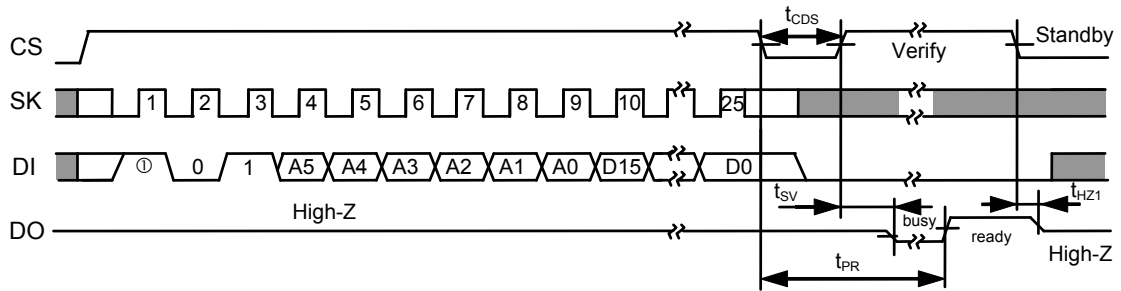 CS tCDS Verify Standby
SK 1 2 3 4 5 6 7 8 9 10 25
DI ① 0 1 A5 A4 A3 A2 A1 A0 D15 D0
tSV tHZ1
High-Z busy
DO ready High-Z
tPR